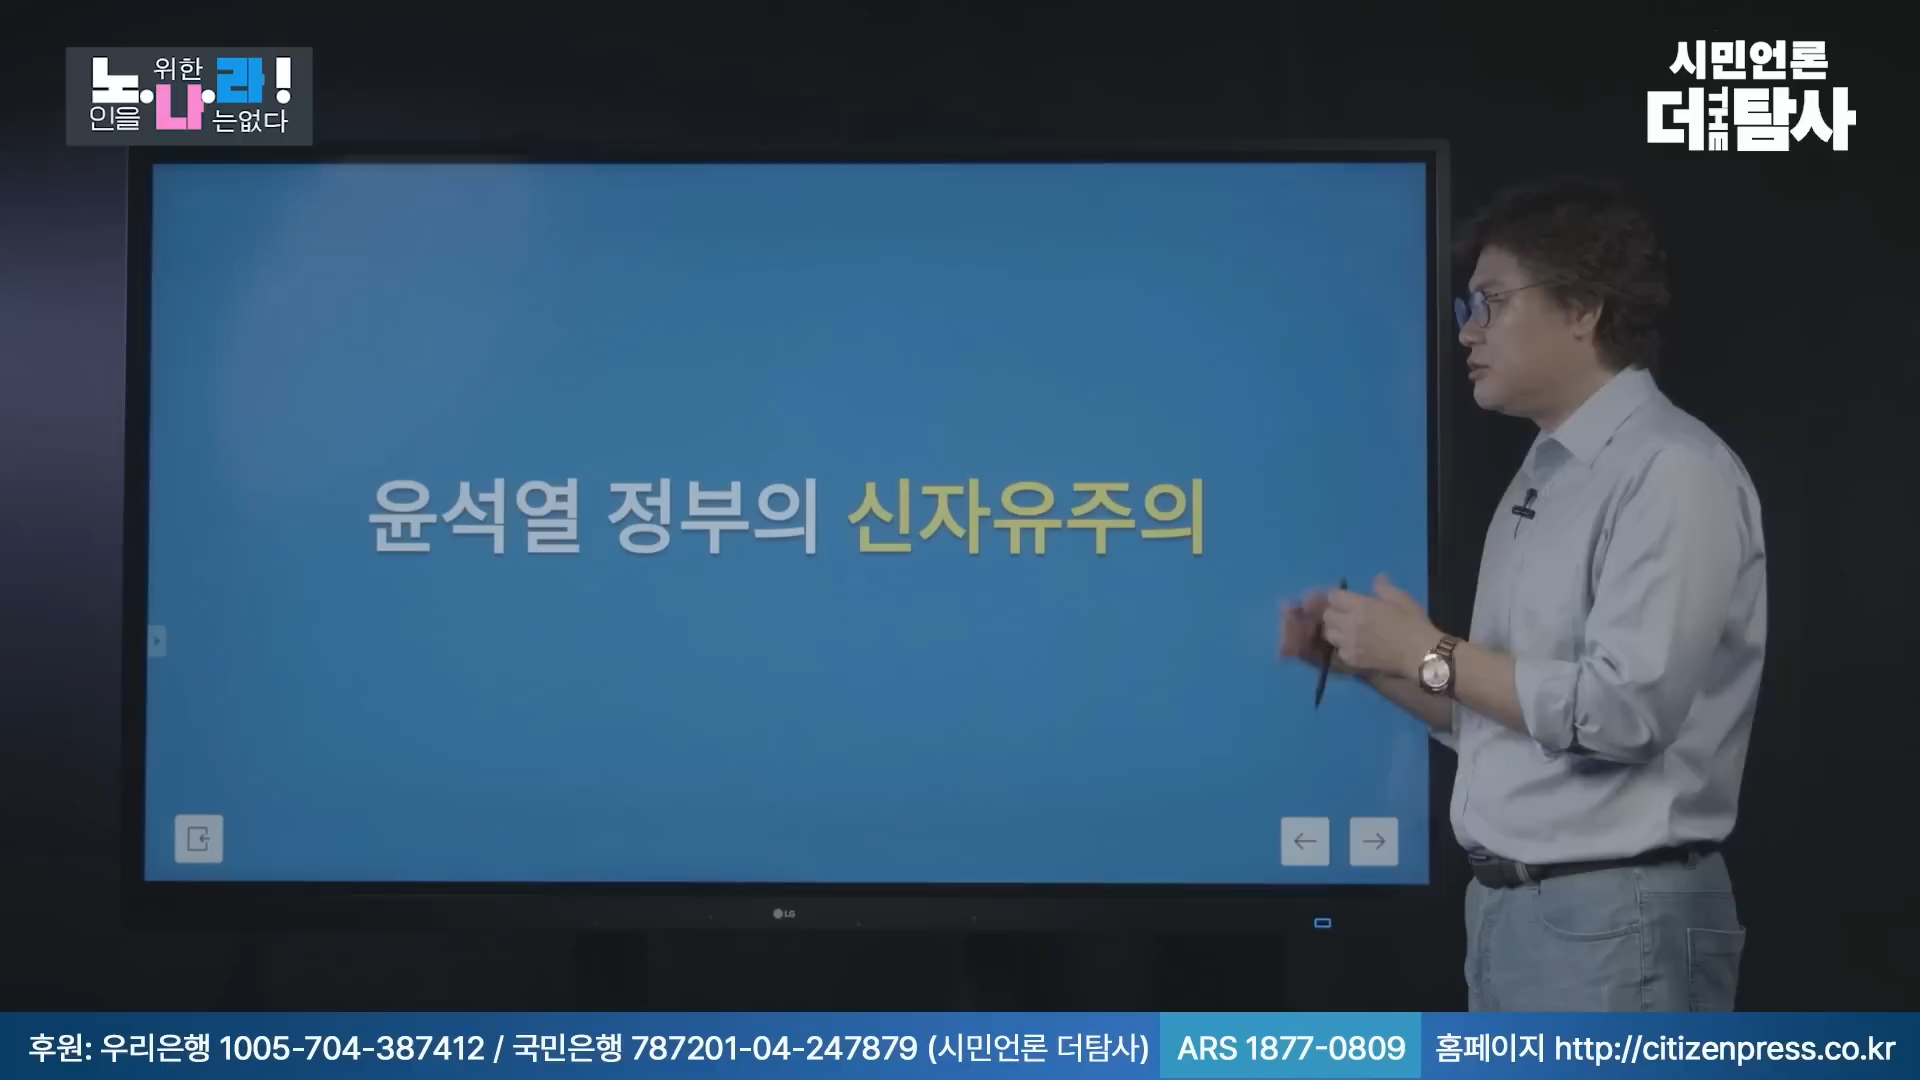 노.위한나.라!
인을 는없다
시민언론
더탐사
윤석열 정부의 신자유주의
LG
후원: 우리은행 1005-704-387412 / 국민은행 787201-04-247879 (시민언론 더탐사) ARS 1877-0809 홈페이지 http://citizenpress.co.kr